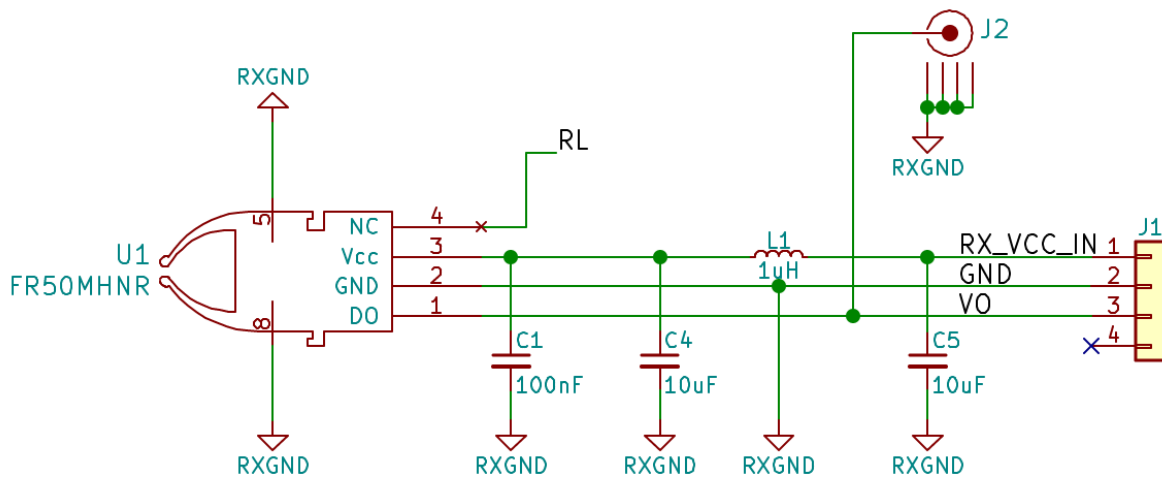 J2
RXGND
RXGND
RL
U1
FR50MHNR
5
8
NC
Vcc
GND
DO
4
3
2
1
L1
1uH
RX_VCC_IN
GND
VO
J1
1
2
3
4
C1
100nF
C4
10uF
C5
10uF
RXGND
RXGND
RXGND
RXGND
RXGND